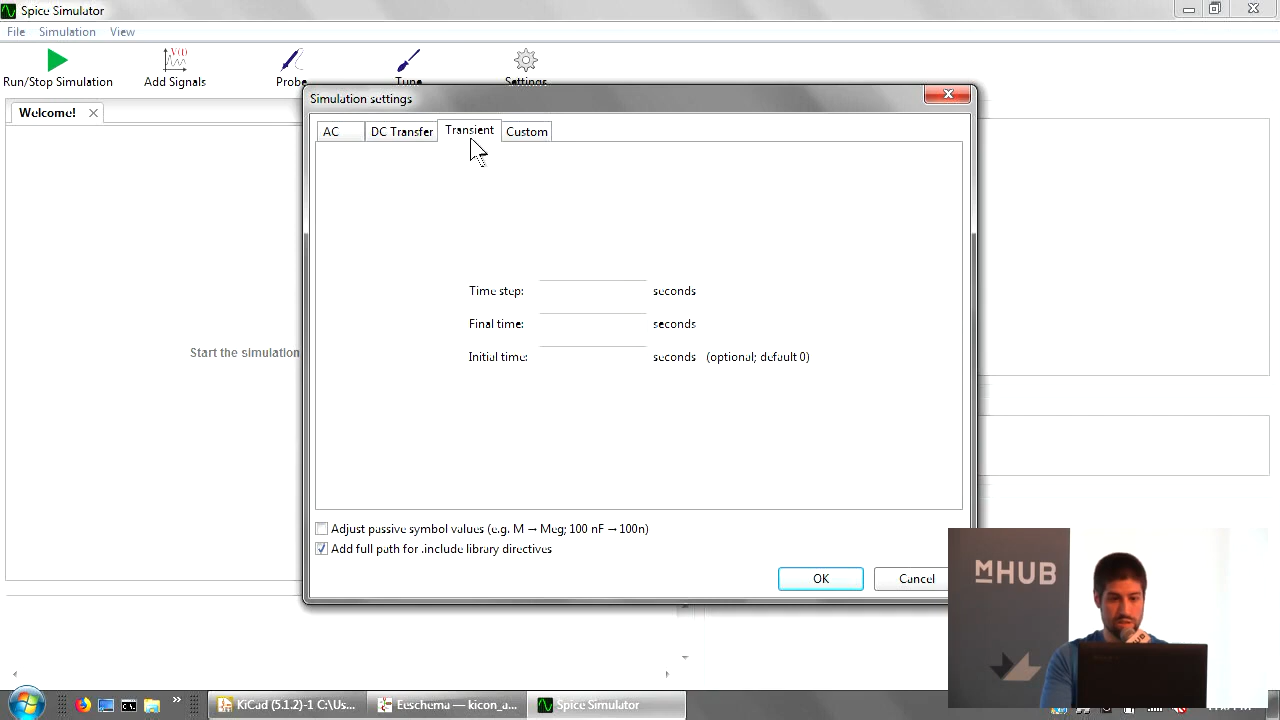 Spice Simulator
File Simulation View
Run/Stop Simulation Add Signals Probe Tune Settings
V(t)
Simulation settings
Welcome!
AC DC Transfer Transient Custom
Time step: seconds
Final time: seconds
Start the simulation
Initial time: seconds (optional; default 0)
Adjust passive symbol values (e.g. M → Meg; 100 nF → 100n)
Add full path for .include library directives
OK Cancel
MHUB
KiCad (5.1.2)-1 C:\Us... Eeschema — kicon_a... Spice Simulator